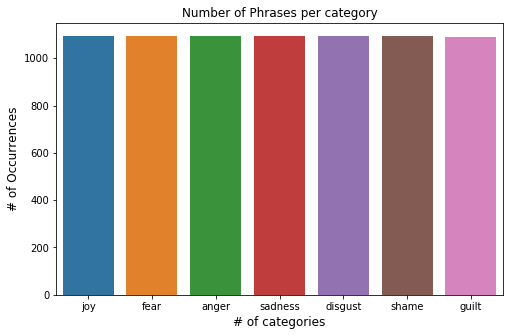 Number of Phrases per category
# of Occurrences
1000
800
600
400
200
0
joy fear anger sadness disgust shame guilt
# of categories